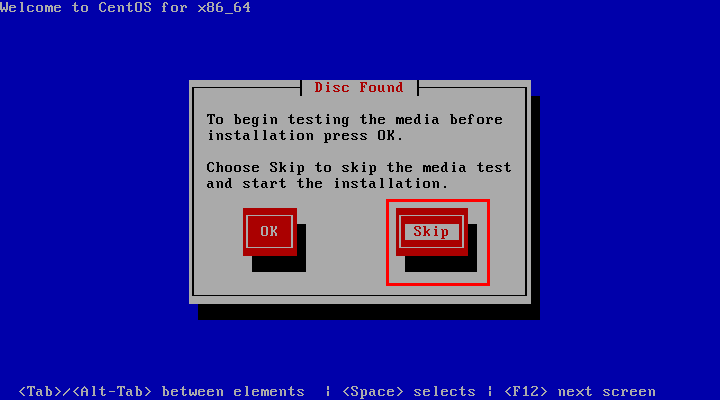 Welcome to CentOS for x86_64
Disc Found
To begin testing the media before
installation press OK.
Choose Skip to skip the media test
and start the installation.
OK
Skip
<Tab>/<Alt-Tab> between elements | <Space> selects | <F12> next screen